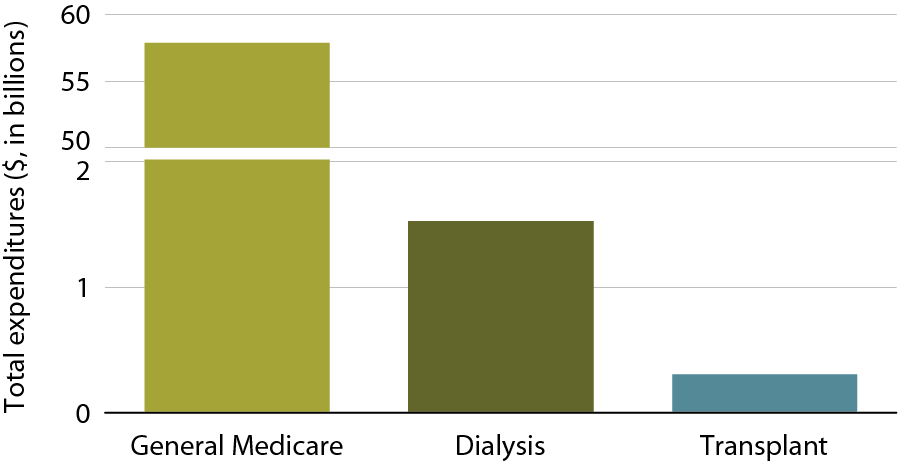 Total expenditures ($, in billions)
60
55
50
2
1
0
General Medicare
Dialysis
Transplant